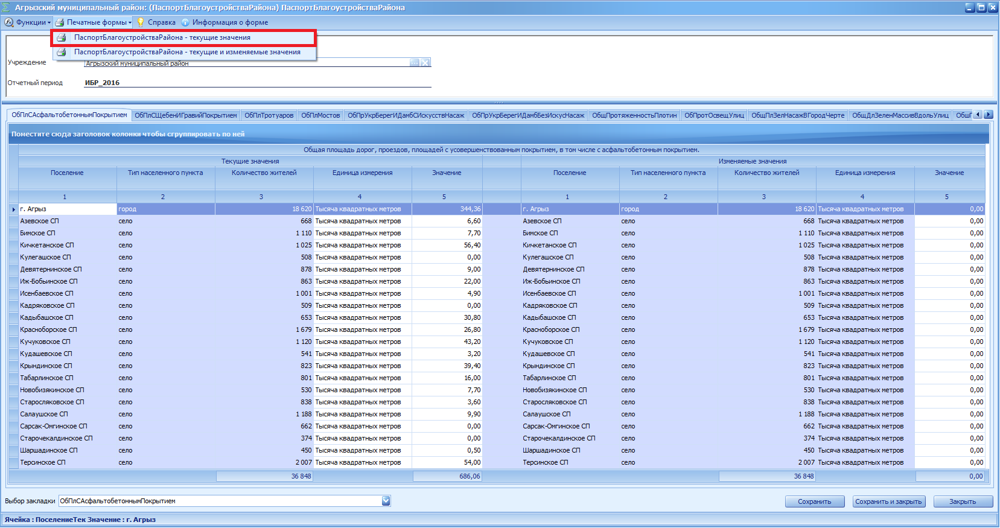 Агрызский муниципальный район: (ПаспортБлагоустройстваРайона) ПаспортБлагоустройстваРайона
Функции Печатные формы Справка Информация о форме
ПаспортБлагоустройстваРайона - текущие значения
ПаспортБлагоустройстваРайона - текущие и изменяемые значения
Учреждение Агрызский муниципальный район
Отчетный период ИБР_2016
ОбПлСАсфальтобетоннымПокрытием ОбПлСЩебенИГравийПокрытием ОбПлТротуаров ОбПлМостов ОбПрУкрБерегИДамбСИскусствНасаж ОбПрУкрБерегИДамбБезИскусНасаж ОбщПротяженностьПлотин ОбПротОсвещУлиц ОбщПлЗелНасажВГородЧерте ОбщДлЗеленМассивВдольУлиц
Поместите сюда заголовок колонки чтобы сгруппировать по ней
Общая площадь дорог, проездов, площадей с усовершенствованным покрытием, в том числе с асфальтобетонным покрытием.
Текущие значения Изменяемые значения
Поселение Тип населенного пункта Количество жителей Единица измерения Значение Поселение Тип населенного пункта Количество жителей Единица измерения Значение
1 2 3 4 5 1 2 3 4 5
г. Агрыз город 18 620 Тысяча квадратных метров 344,36 г. Агрыз город 18 620 Тысяча квадратных метров 0,00
Азевское СП село 668 Тысяча квадратных метров 6,60 Азевское СП село 668 Тысяча квадратных метров 0,00
Бимское СП село 1 110 Тысяча квадратных метров 7,70 Бимское СП село 1 110 Тысяча квадратных метров 0,00
Кичкетанское СП село 1 025 Тысяча квадратных метров 56,40 Кичкетанское СП село 1 025 Тысяча квадратных метров 0,00
Кулегашское СП село 508 Тысяча квадратных метров 0,00 Кулегашское СП село 508 Тысяча квадратных метров 0,00
Девятернинское СП село 878 Тысяча квадратных метров 9,00 Девятернинское СП село 878 Тысяча квадратных метров 0,00
Иж-Бобьинское СП село 863 Тысяча квадратных метров 22,00 Иж-Бобьинское СП село 863 Тысяча квадратных метров 0,00
Исенбаевское СП село 1 001 Тысяча квадратных метров 4,90 Исенбаевское СП село 1 001 Тысяча квадратных метров 0,00
Кадряковское СП село 509 Тысяча квадратных метров 0,00 Кадряковское СП село 509 Тысяча квадратных метров 0,00
Кадыбашское СП село 653 Тысяча квадратных метров 30,80 Кадыбашское СП село 653 Тысяча квадратных метров 0,00
Красноборское СП село 1 679 Тысяча квадратных метров 26,80 Красноборское СП село 1 679 Тысяча квадратных метров 0,00
Кучуковское СП село 1 120 Тысяча квадратных метров 43,20 Кучуковское СП село 1 120 Тысяча квадратных метров 0,00
Кудашевское СП село 541 Тысяча квадратных метров 3,20 Кудашевское СП село 541 Тысяча квадратных метров 0,00
Крындинское СП село 823 Тысяча квадратных метров 39,40 Крындинское СП село 823 Тысяча квадратных метров 0,00
Табарлинское СП село 801 Тысяча квадратных метров 16,00 Табарлинское СП село 801 Тысяча квадратных метров 0,00
Новобизякинское СП село 530 Тысяча квадратных метров 7,70 Новобизякинское СП село 530 Тысяча квадратных метров 0,00
Старосляковское СП село 838 Тысяча квадратных метров 3,60 Старосляковское СП село 838 Тысяча квадратных метров 0,00
Салаушское СП село 1 188 Тысяча квадратных метров 9,90 Салаушское СП село 1 188 Тысяча квадратных метров 0,00
Сарсак-Омгинское СП село 662 Тысяча квадратных метров 0,00 Сарсак-Омгинское СП село 662 Тысяча квадратных метров 0,00
Старочекалдинское СП село 374 Тысяча квадратных метров 0,00 Старочекалдинское СП село 374 Тысяча квадратных метров 0,00
Шаршадинское СП село 450 Тысяча квадратных метров 0,50 Шаршадинское СП село 450 Тысяча квадратных метров 0,00
Терсинское СП село 2 007 Тысяча квадратных метров 54,00 Терсинское СП село 2 007 Тысяча квадратных метров 0,00
36 848 686,06 36 848 0,00
Выбор закладки ОбПлСАсфальтобетоннымПокрытием Сохранить Сохранить и закрыть Закрыть
Ячейка : ПоселениеТек Значение : г. Агрыз